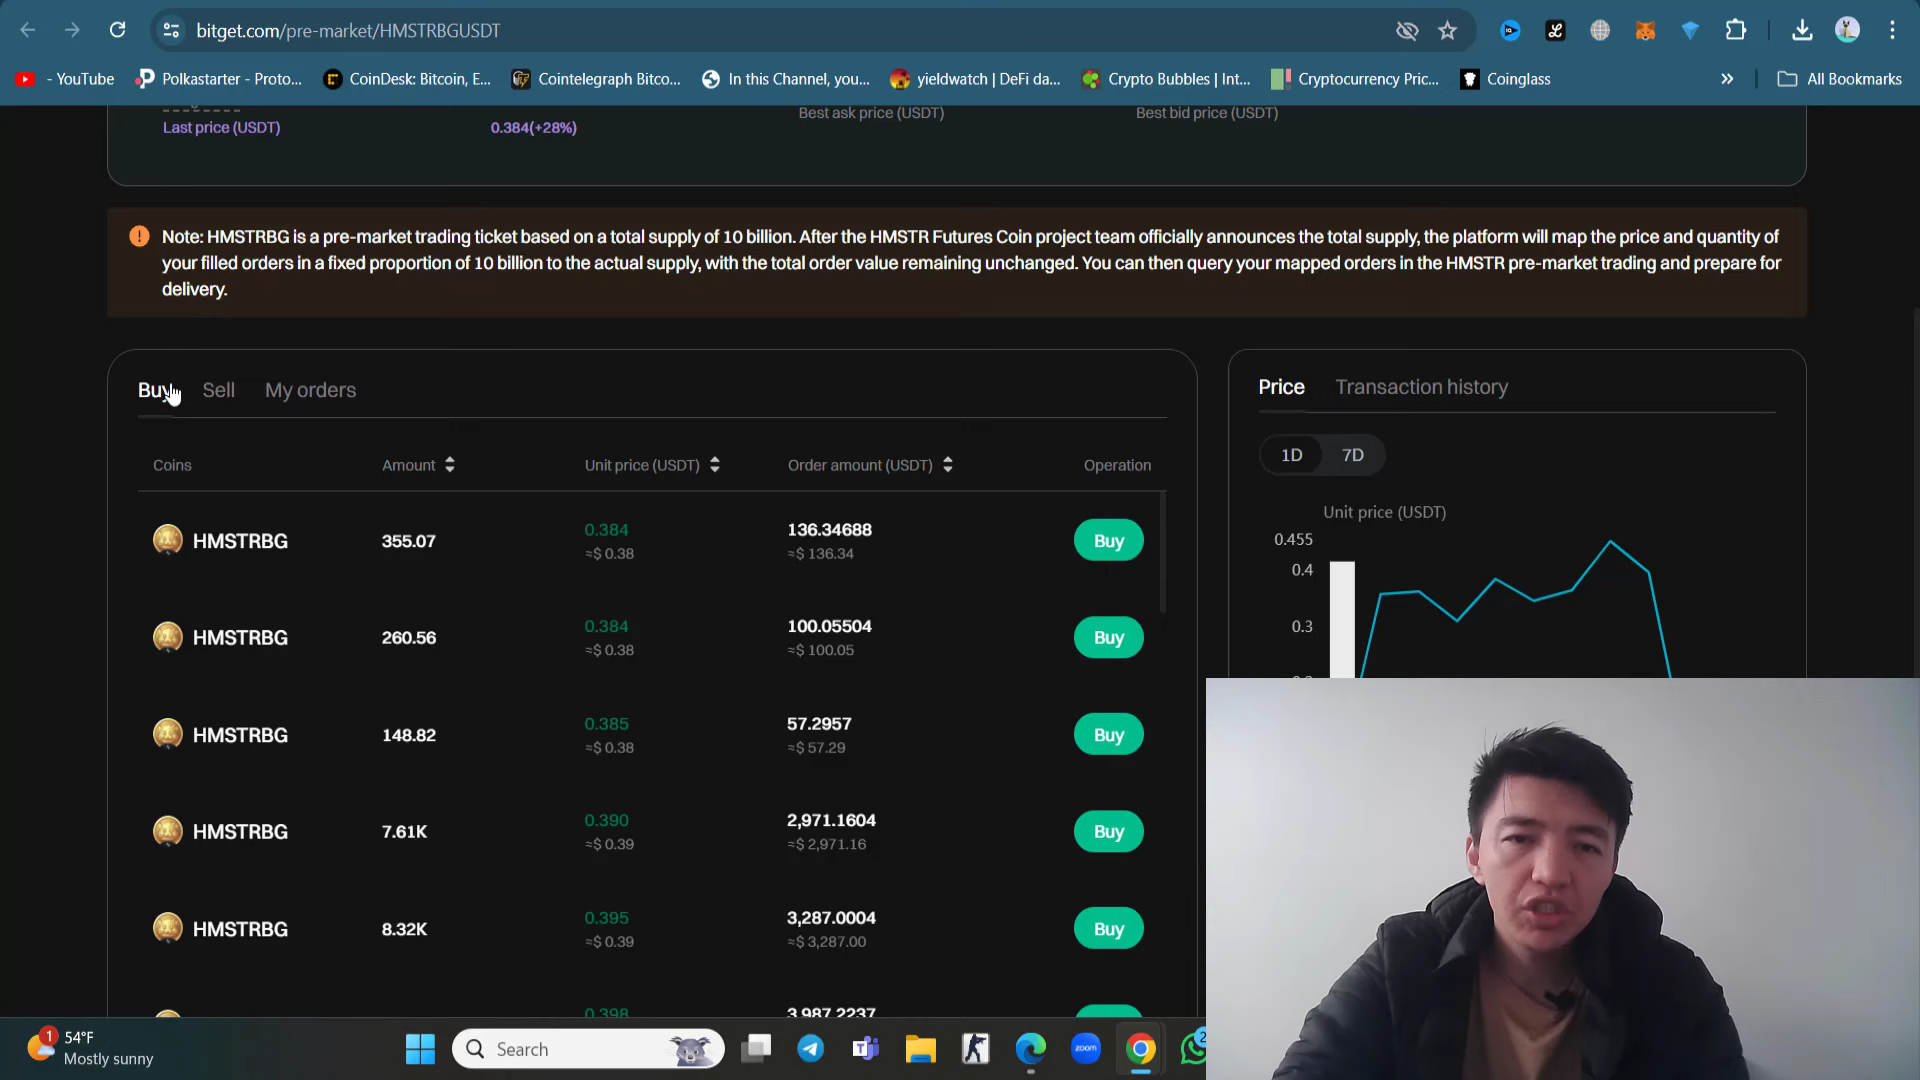 bitget.com/pre-market/HMSTRBGUSDT
- YouTube
Polkastarter - Proto...
CoinDesk: Bitcoin, E...
Cointelegraph Bitco...
In this Channel, you...
yieldwatch | DeFi da...
Crypto Bubbles | Int...
Cryptocurrency Pric...
Coinglass
All Bookmarks
Last price (USDT)
0.384(+28%)
Best ask price (USDT)
Best bid price (USDT)
Note: HMSTRBG is a pre-market trading ticket based on a total supply of 10 billion. After the HMSTR Futures Coin project team officially announces the total supply, the platform will map the price and quantity of
your filled orders in a fixed proportion of 10 billion to the actual supply, with the total order value remaining unchanged. You can then query your mapped orders in the HMSTR pre-market trading and prepare for
delivery.
Buy Sell My orders
Coins Amount Unit price (USDT) Order amount (USDT) Operation
HMSTRBG 355.07 0.384 136.34688 Buy
≈$ 0.38 ≈$ 136.34
HMSTRBG 260.56 0.384 100.05504 Buy
≈$ 0.38 ≈$ 100.05
HMSTRBG 148.82 0.385 57.2957 Buy
≈$ 0.38 ≈$ 57.29
HMSTRBG 7.61K 0.390 2,971.1604 Buy
≈$ 0.39 ≈$ 2,971.16
HMSTRBG 8.32K 0.395 3,287.0004 Buy
≈$ 0.39 ≈$ 3,287.00
0.398 3,987.2237
Price Transaction history
1D 7D
Unit price (USDT)
0.455
0.4
0.3
1
54°F
Mostly sunny
Search
zoom
2